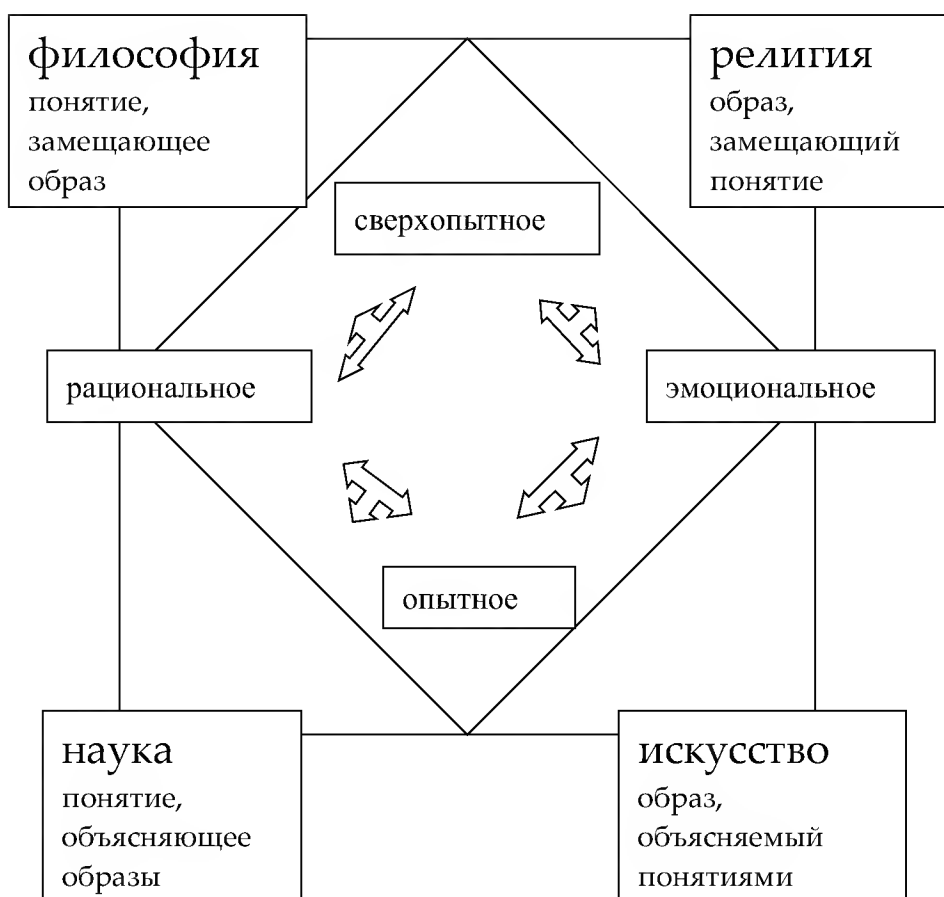 философия
понятие,
замещающее
образ
религия
образ,
замещающий
понятие
сверхопытное
рациональное
эмоциональное
опытное
наука
понятие,
объясняющее
образы
искусство
образ,
объясняемый
понятиями